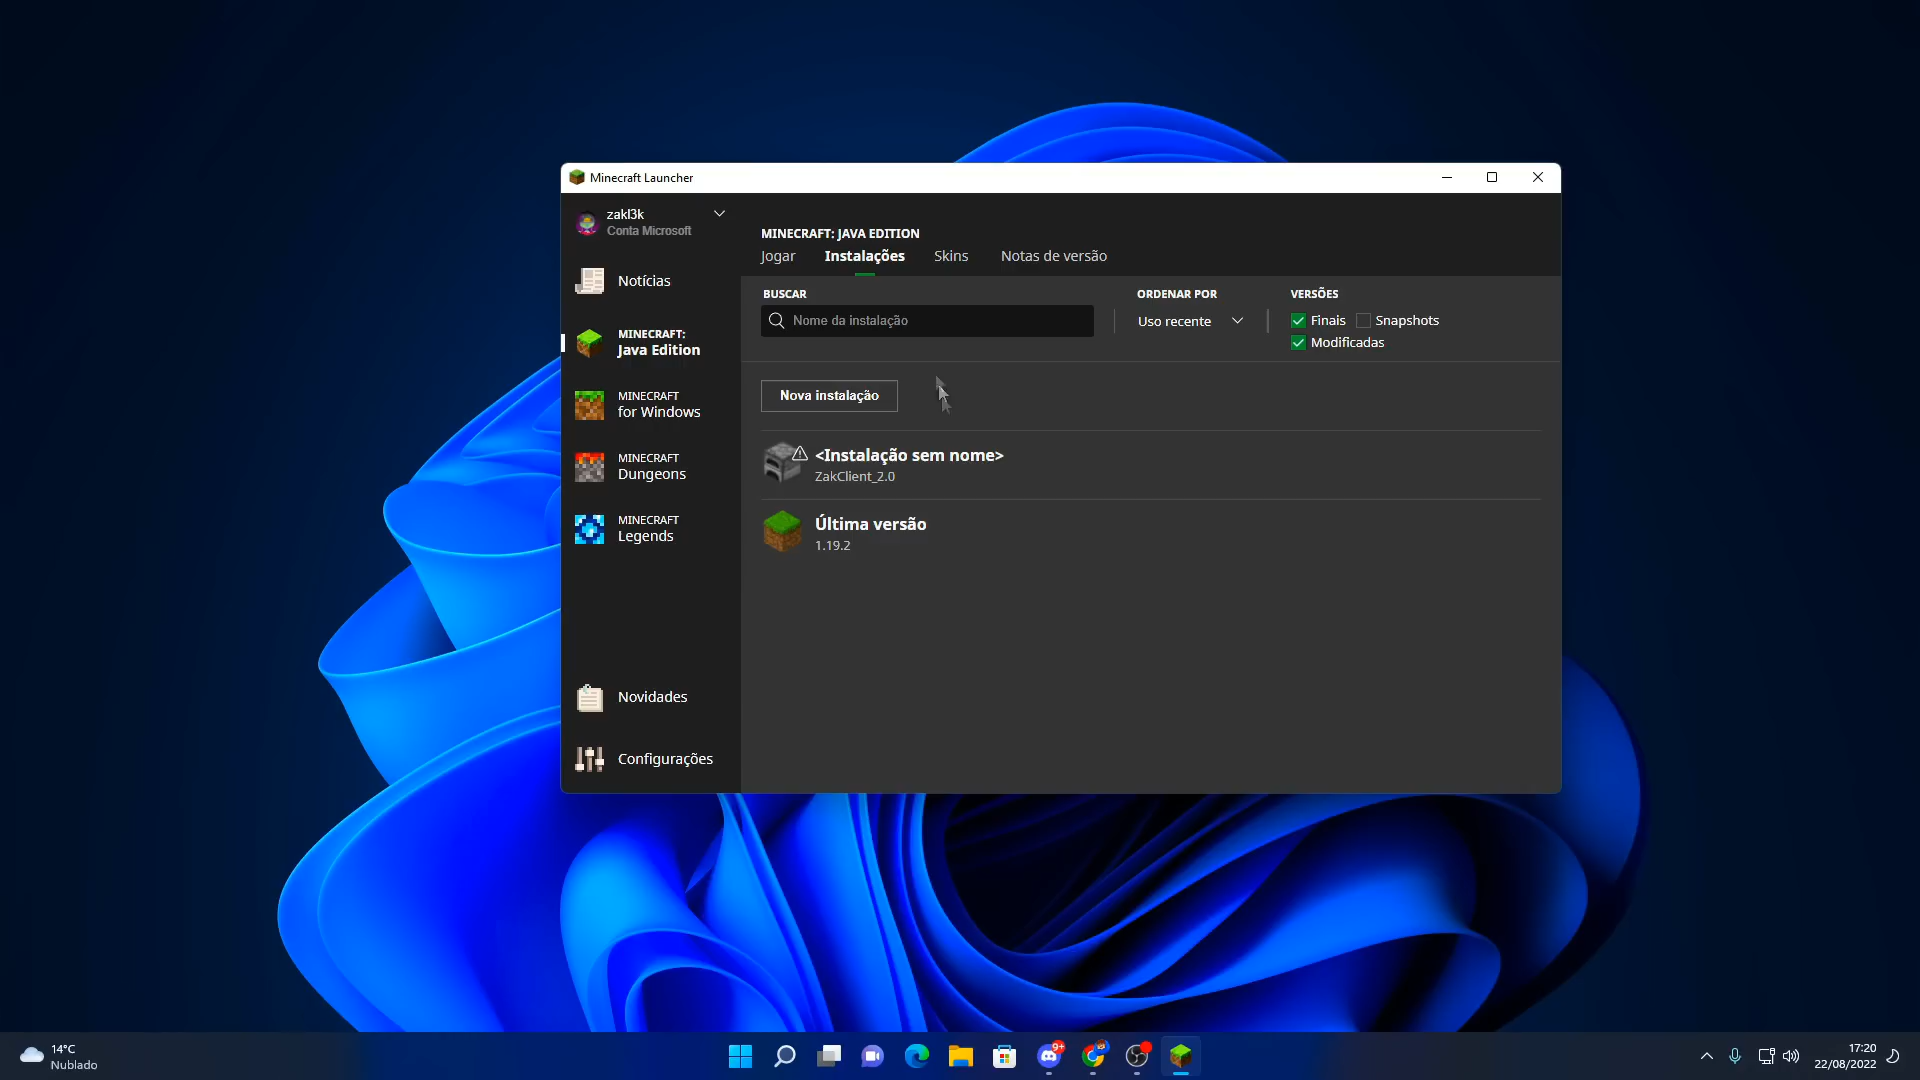 Minecraft Launcher
zakl3k
Conta Microsoft
Notícias
MINECRAFT:
Java Edition
MINECRAFT
for Windows
MINECRAFT
Dungeons
MINECRAFT
Legends
Novidades
Configurações
MINECRAFT: JAVA EDITION
Jogar Instalações Skins Notas de versão
BUSCAR
Nome da instalação
ORDENAR POR
Uso recente
VERSÕES
Finais Snapshots
Modificadas
Nova instalação
<Instalação sem nome>
ZakClient_2.0
Última versão
1.19.2
14°C
Nublado
9+
17:20
22/08/2022